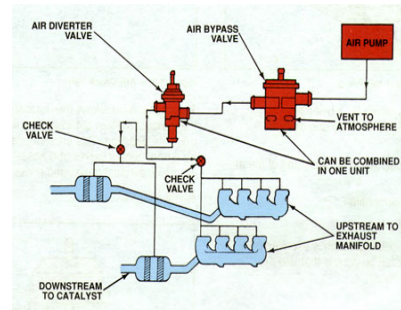 AIR DIVERTER
VALVE
AIR BYPASS
VALVE
AIR PUMP
VENT TO
ATMOSPHERE
CHECK
VALVE
CAN BE COMBINED
IN ONE UNIT
CHECK
VALVE
UPSTREAM TO
EXHAUST
MANIFOLD
DOWNSTREAM
TO CATALYST